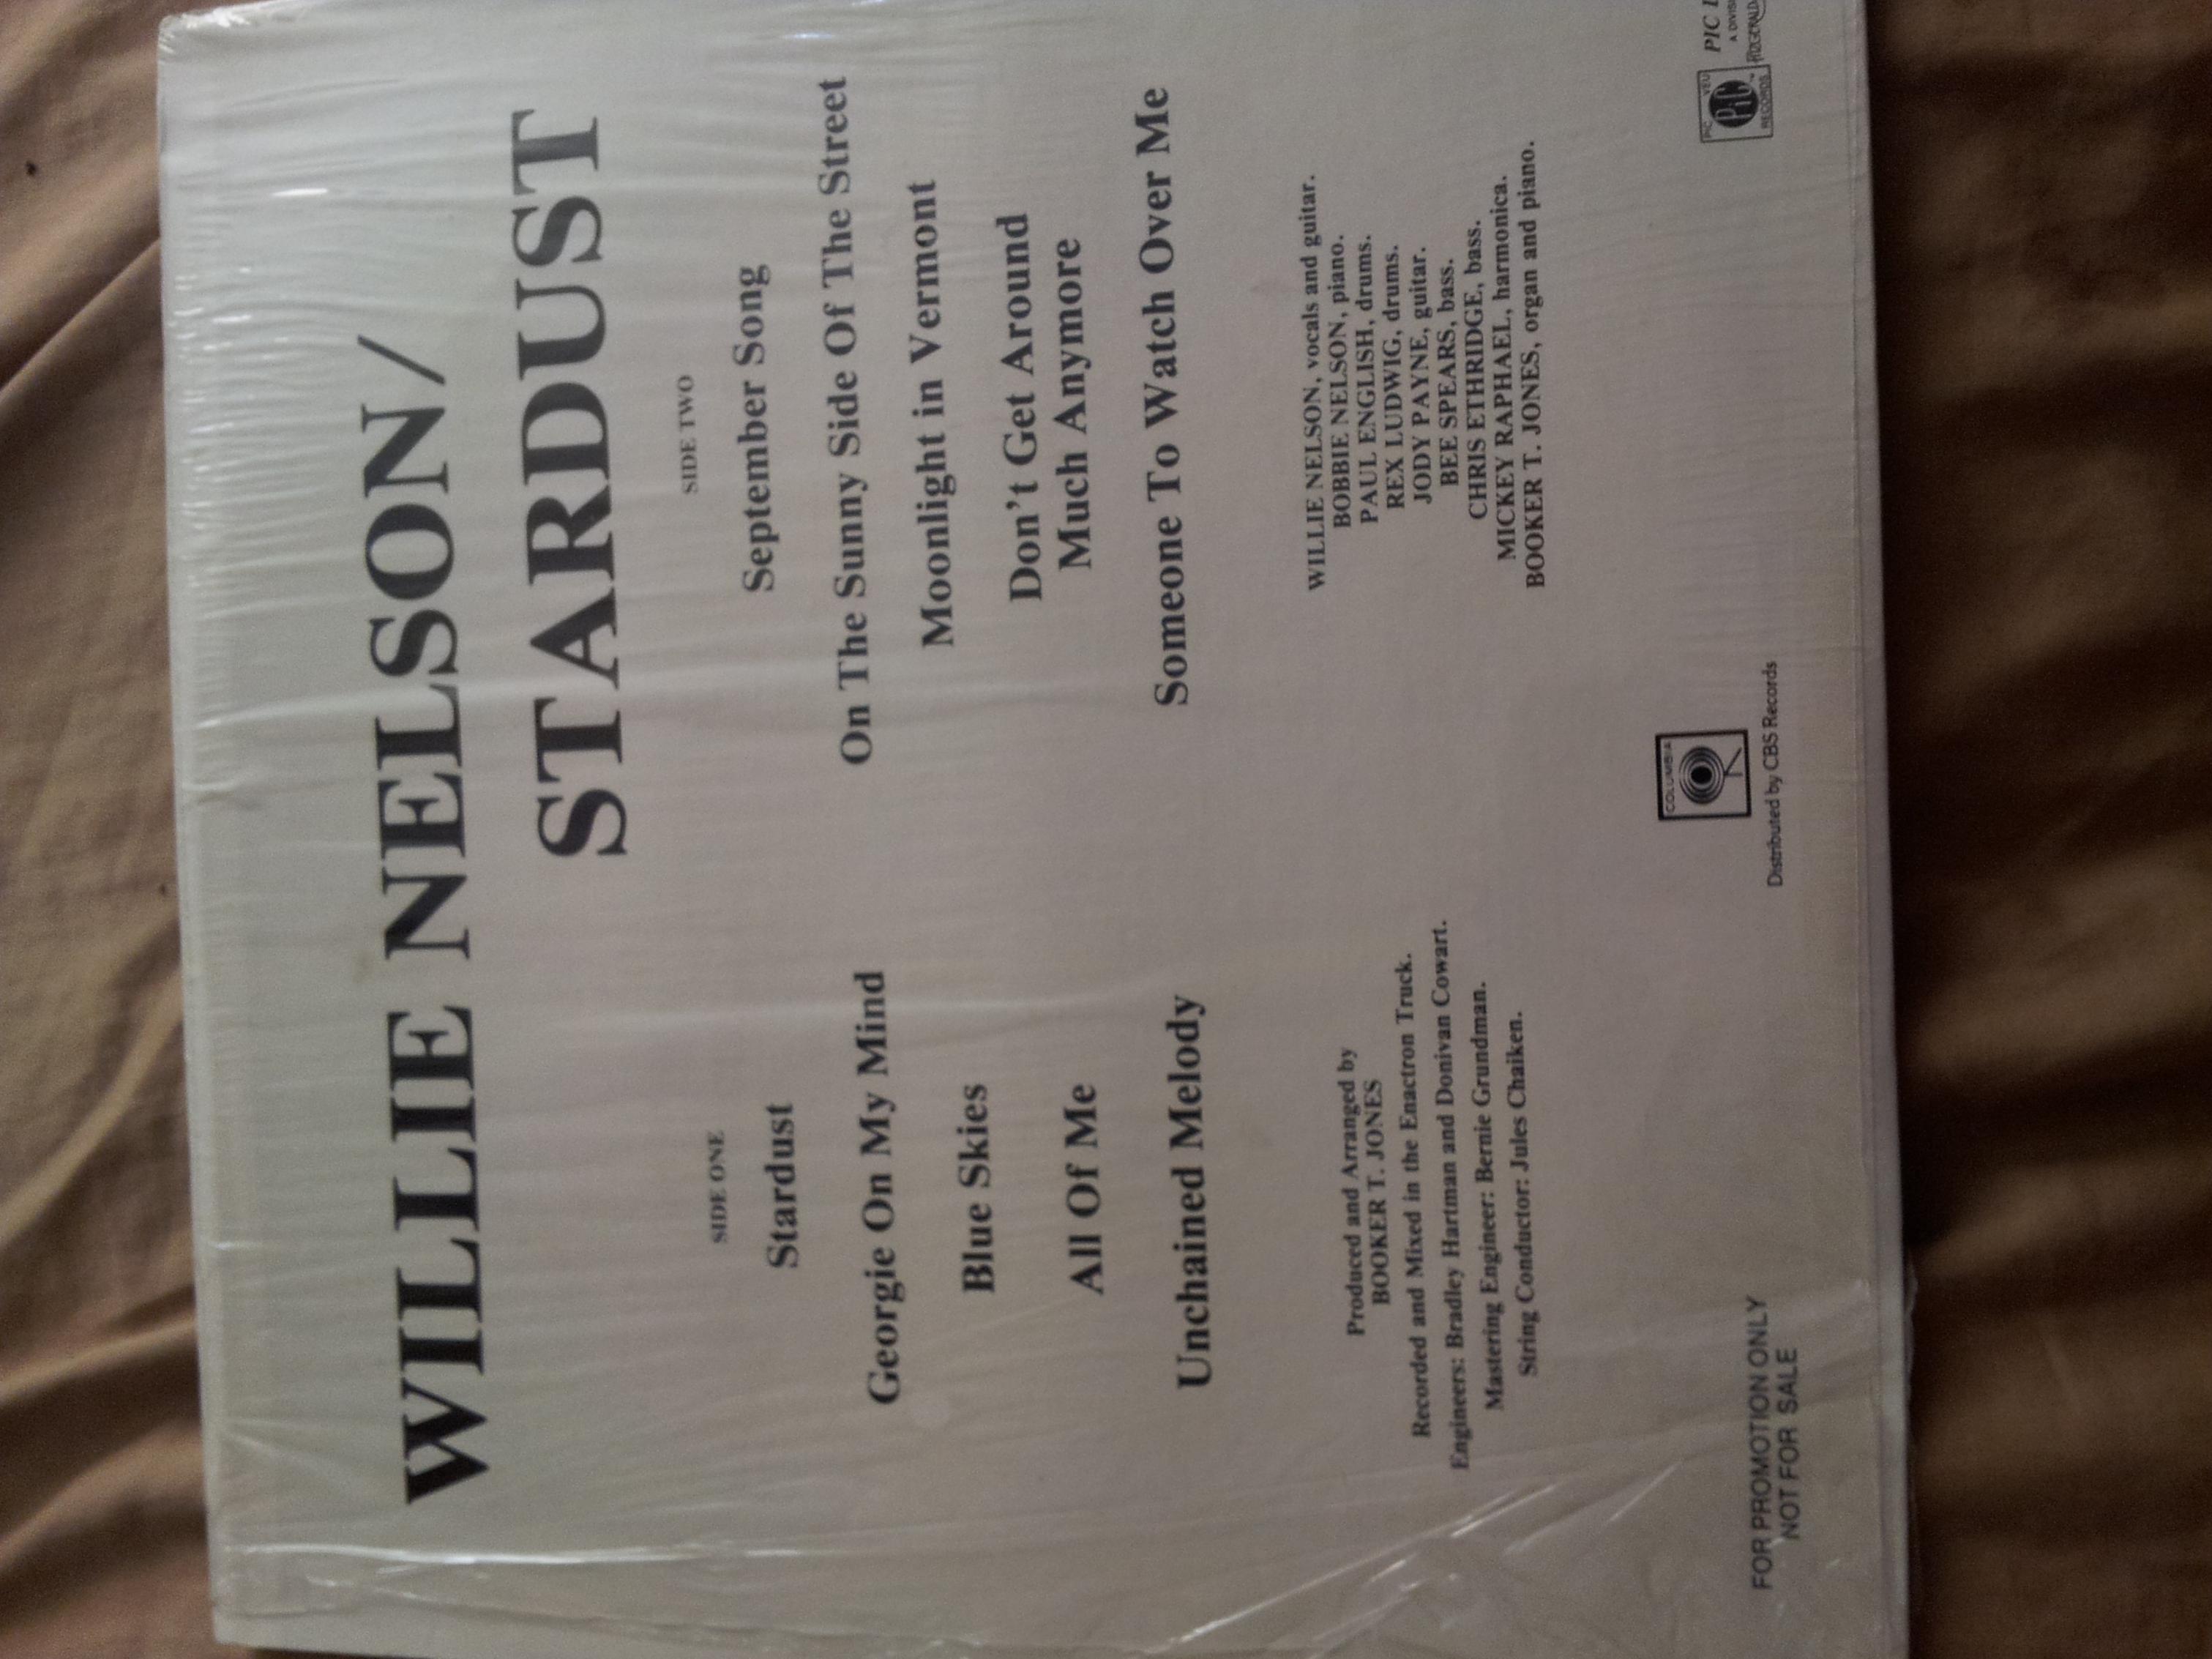 WILLIE NELSON/
STARDUST
SIDE ONE
Stardust
Georgie On My Mind
Blue Skies
All Of Me
Unchained Melody
SIDE TWO
September Song
On The Sunny Side Of The Street
Moonlight in Vermont
Don't Get Around
Much Anymore
Someone To Watch Over Me
Produced and Arranged by
BOOKER T. JONES
Recorded and Mixed in the Enactron Truck.
Engineers: Bradley Hartman and Donivan Cowart.
Mastering Engineer: Bernie Grundman.
String Conductor: Jules Chaiken.
WILLIE NELSON, vocals and guitar.
BOBBIE NELSON, piano.
PAUL ENGLISH, drums.
REX LUDWIG, drums.
JODY PAYNE, guitar.
BEE SPEARS, bass.
CHRIS ETHRIDGE, bass.
MICKEY RAPHAEL, harmonica.
BOOKER T. JONES, organ and piano.
FOR PROMOTION ONLY
NOT FOR SALE
COLUMBIA
Distributed by CBS Records
PIC
PIC
RECORDS
PIC
A